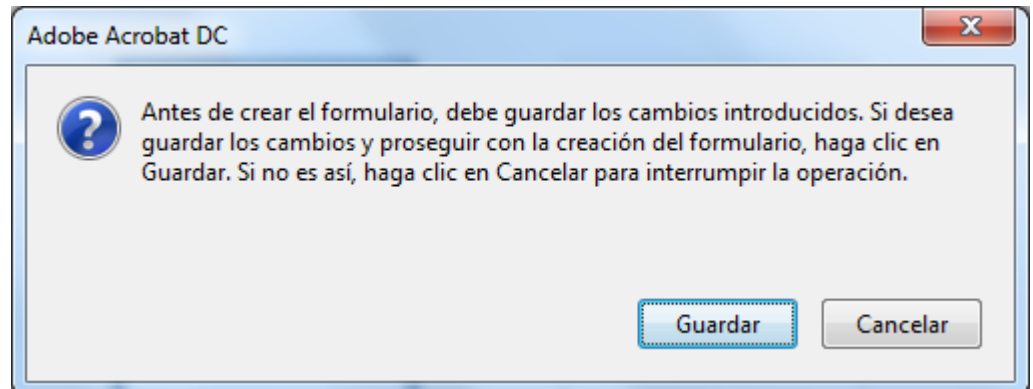 Adobe Acrobat DC
Antes de crear el formulario, debe guardar los cambios introducidos. Si desea
guardar los cambios y proseguir con la creación del formulario, haga clic en
Guardar. Si no es así, haga clic en Cancelar para interrumpir la operación.
Guardar
Cancelar